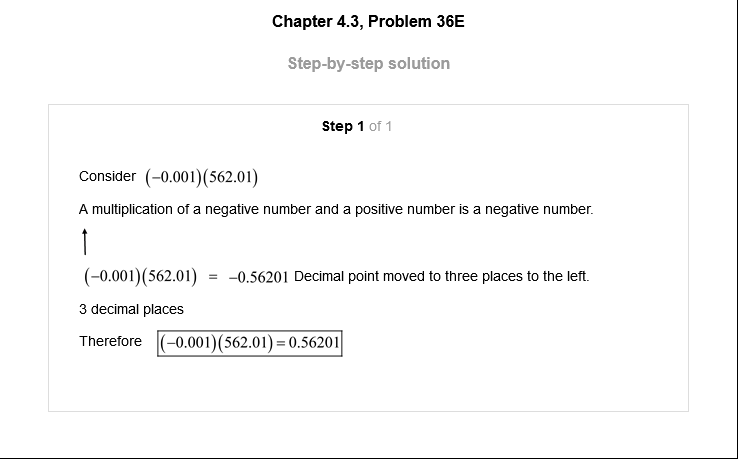 Chapter 4.3, Problem 36E
Step-by-step solution
Step 1 of 1
Consider (−0.001)(562.01)
A multiplication of a negative number and a positive number is a negative number.
(−0.001)(562.01) = −0.56201 Decimal point moved to three places to the left.
3 decimal places
Therefore (−0.001)(562.01) = 0.56201